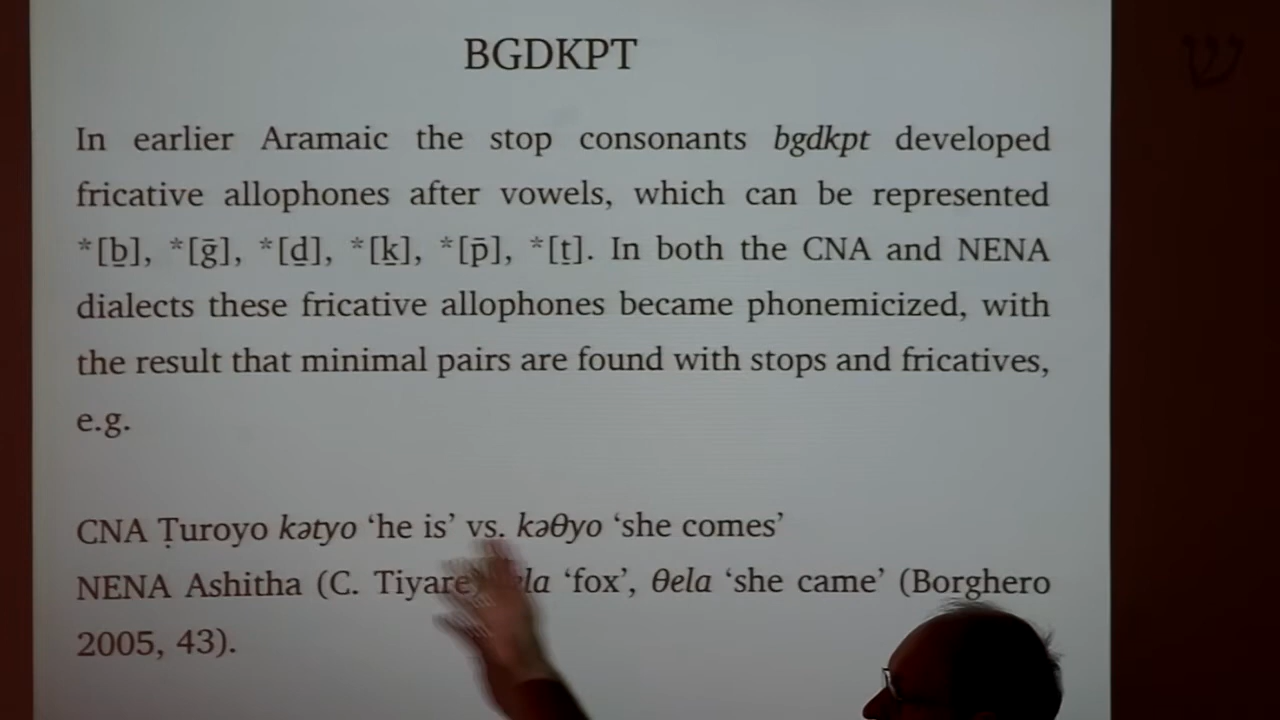 BGDKPT
In earlier Aramaic the stop consonants bgdkpt developed
fricative allophones after vowels, which can be represented
*[ḇ], *[ḡ], *[ḏ], *[ḵ], *[p̄], *[ṯ]. In both the CNA and NENA
dialects these fricative allophones became phonemicized, with
the result that minimal pairs are found with stops and fricatives,
e.g.
CNA Ṭuroyo kətyo ‘he is’ vs. kəθyo ‘she comes’
NENA Ashitha (C. Tiyare) ‘fox’, θela ‘she came’ (Borghero
2005, 43).
ש